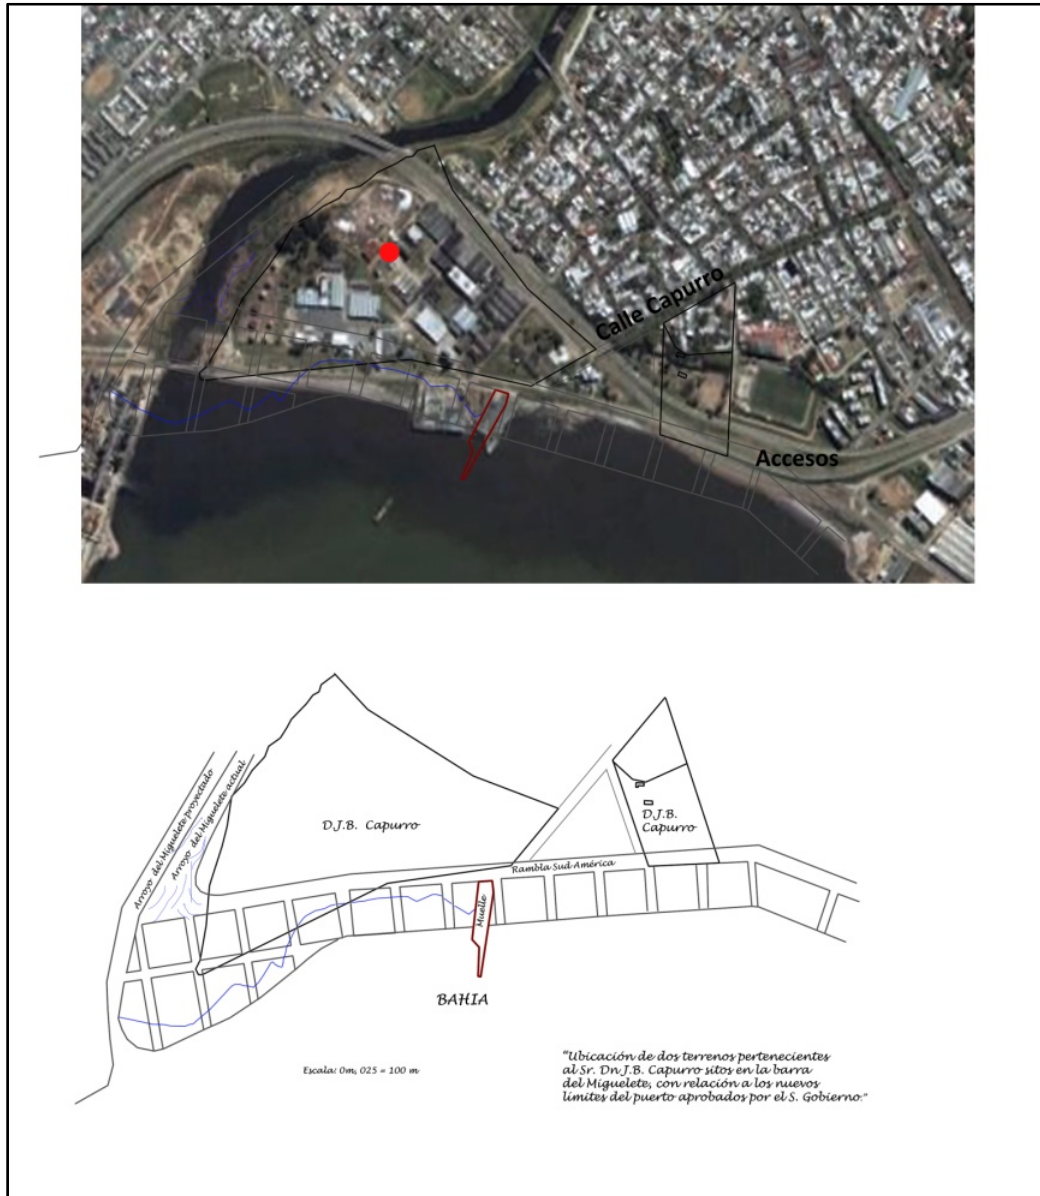 Calle Capurro
Accesos
Arroyo del Miguelete proyectado
Arroyo del Miguelete actual
D.J.B. Capurro
D.J.B.
Capurro
Rambla Sud América
Muelle
BAHIA
Escala: 0m, 025 = 100 m
"Ubicación de dos terrenos pertenecientes
al Sr. Dn J.B. Capurro sitos en la barra
del Miguelete, con relación a los nuevos
límites del puerto aprobados por el S. Gobierno."